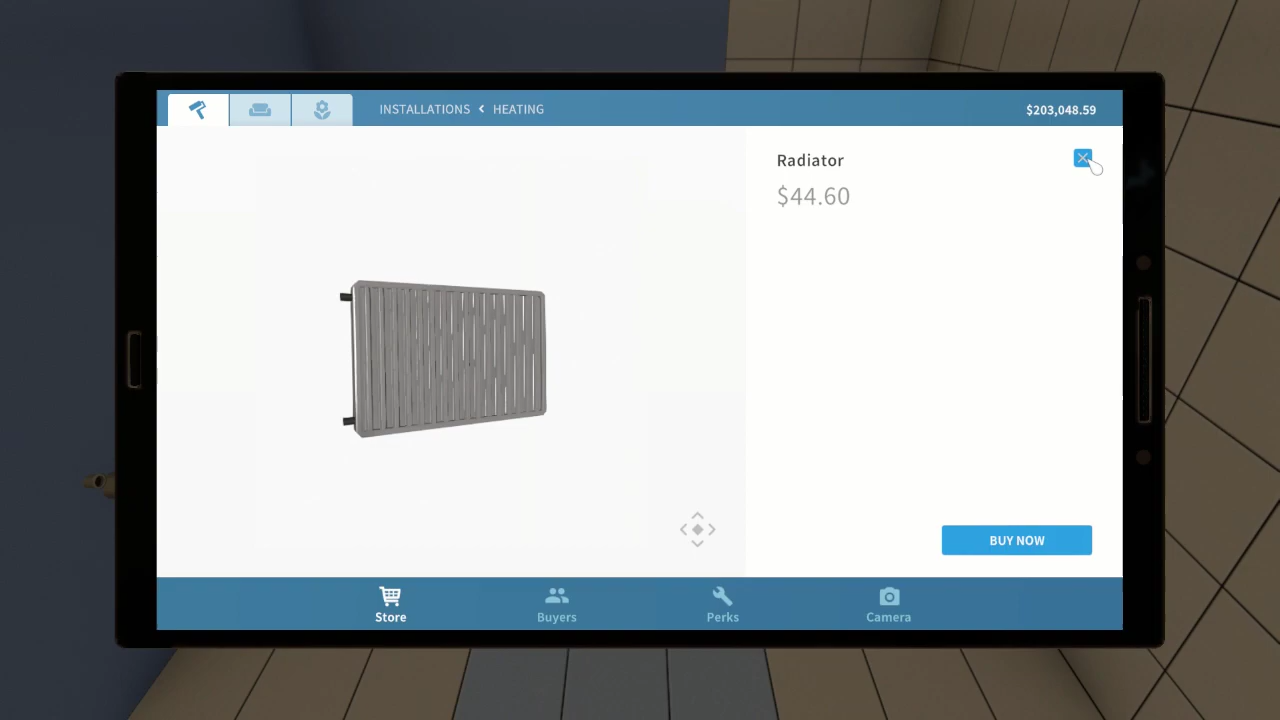 INSTALLATIONS < HEATING
$203,048.59
Radiator
$44.60
BUY NOW
Store
Buyers
Perks
Camera